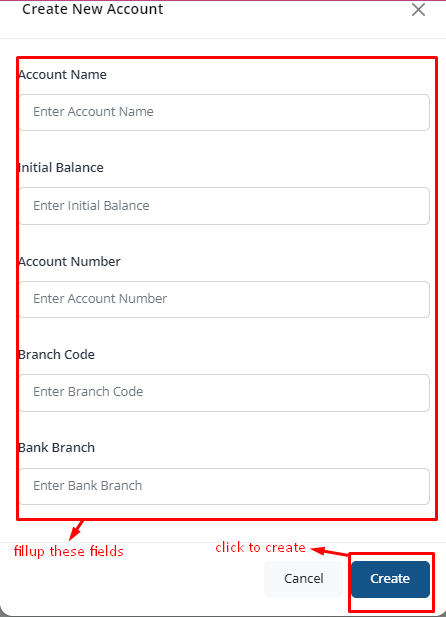 Create New Account
Account Name
Enter Account Name
Initial Balance
Enter Initial Balance
Account Number
Enter Account Number
Branch Code
Enter Branch Code
Bank Branch
Enter Bank Branch
fillup these fields
click to create
Cancel
Create